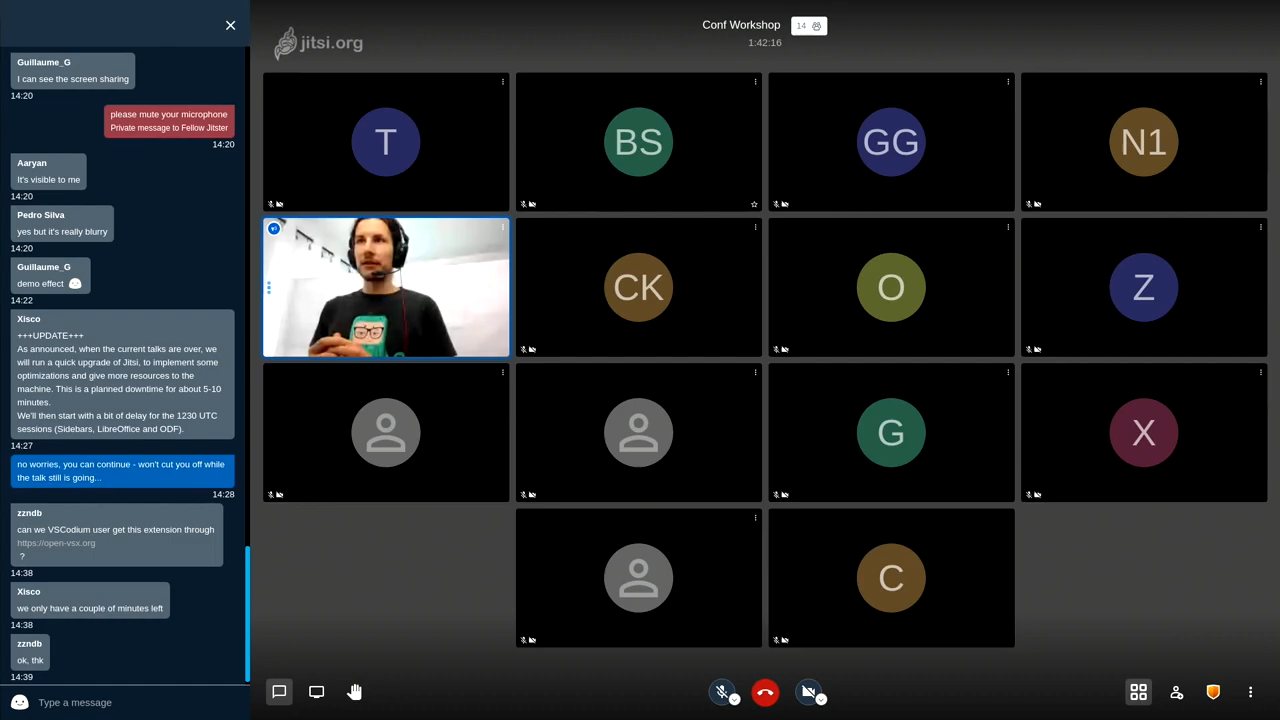 Guillaume_G
I can see the screen sharing
14:20
please mute your microphone
Private message to Fellow Jitster
14:20
Aaryan
It's visible to me
14:20
Pedro Silva
yes but it's really blurry
14:20
Guillaume_G
demo effect
14:22
Xisco
+++UPDATE+++
As announced, when the current talks are over, we
will run a quick upgrade of Jitsi, to implement some
optimizations and give more resources to the
machine. This is a planned downtime for about 5-10
minutes.
We'll then start with a bit of delay for the 1230 UTC
sessions (Sidebars, LibreOffice and ODF).
14:27
no worries, you can continue - won't cut you off while
the talk still is going...
14:28
zzndb
can we VSCodium user get this extension through
https://open-vsx.org
?
14:38
Xisco
we only have a couple of minutes left
14:38
zzndb
ok, thk
14:39
Type a message
jitsi.org
Conf Workshop
14
1:42:16
T
BS
GG
N1
CK
O
Z
G
X
C